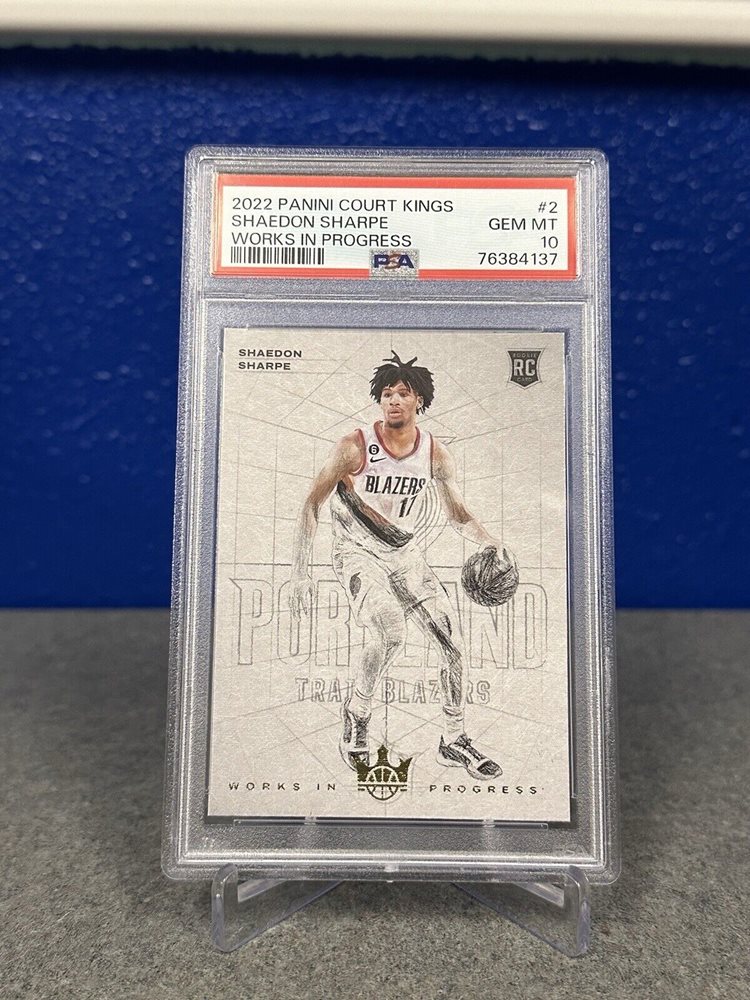 2022 PANINI COURT KINGS #2
SHAEDON SHARPE GEM MT
WORKS IN PROGRESS 10
PSA 76384137
SHAEDON
SHARPE
ROOKIE
RC
CARD
6
BLAZERS
17
PORTLAND
TRAIL BLAZERS
WORKS IN PROGRESS